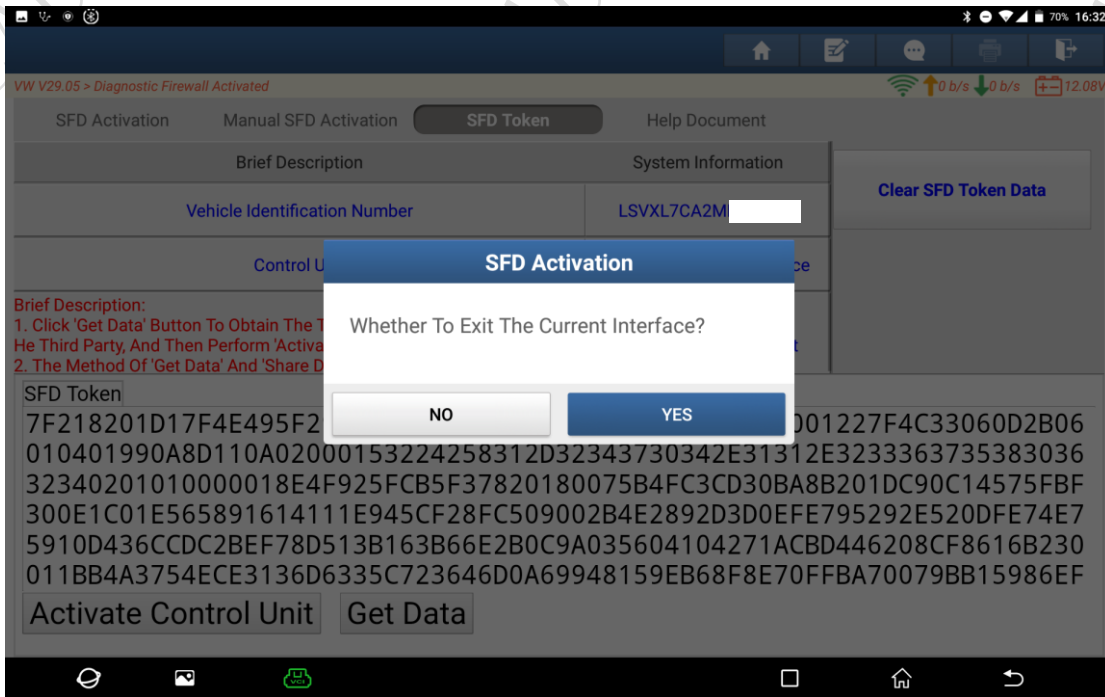 70% 16:32
VW V29.05 > Diagnostic Firewall Activated
0 b/s 0 b/s 12.08V
SFD Activation Manual SFD Activation SFD Token Help Document
Brief Description System Information
Clear SFD Token Data
Vehicle Identification Number LSVXL7CA2M
Control
SFD Activation
Brief Description:
1. Click 'Get Data' Button To Obtain The
He Third Party, And Then Perform
2. The Method Of 'Get Data' And 'Share
Whether To Exit The Current Interface?
NO YES
SFD Token
7F218201D17F4E495F2 001227F4C33060D2B06
010401990A8D110A0200015322425831 2D32343730342E31312E3233363735383036
32340201010000018E4F925FCB5F37820180075B4FC3CD30BA8B201DC90C14575FBF
300E1C01E565891614111E945CF28FC509002B4E2892D3D0EFE795292E520DFE74E7
5910D436CCDC2BEF78D513B163B66E2B0C9A035604104271ACBD446208CF8616B230
011BB4A3754ECE3136D6335C723646D0A69948159EB68F8E70FFBA70079BB15986EF
Activate Control Unit Get Data
VCI